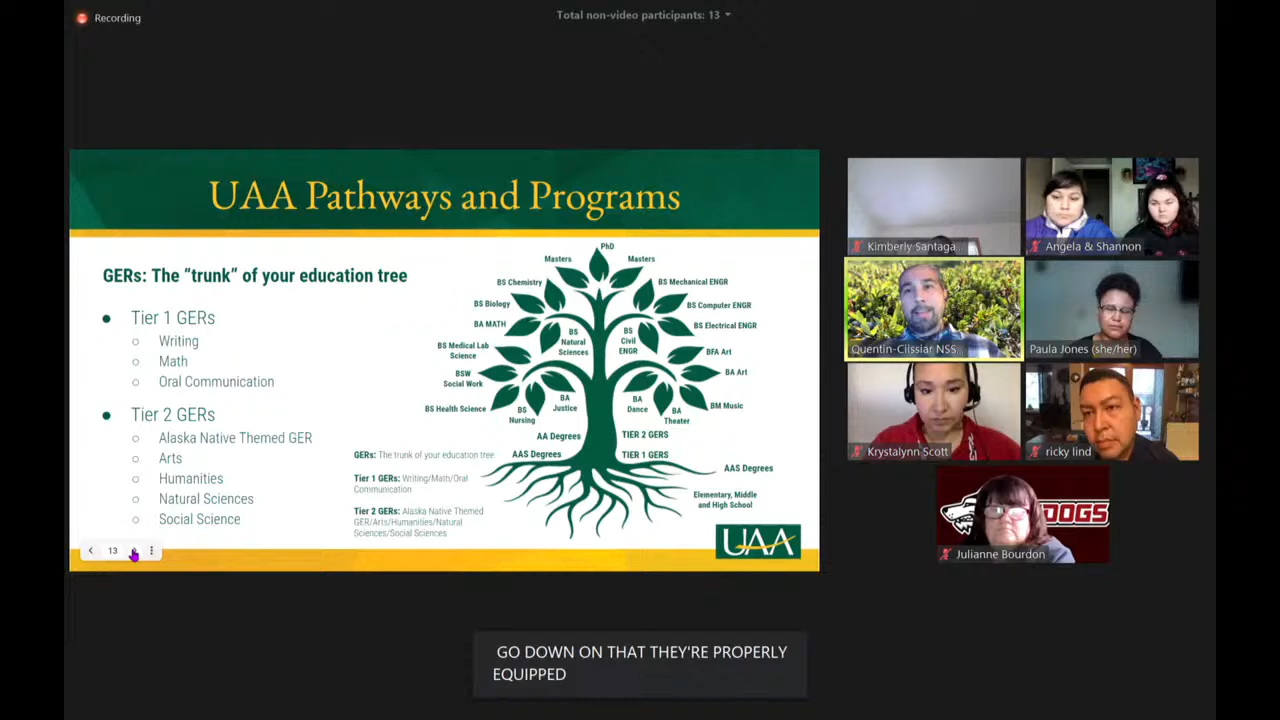 Recording
Total non-video participants: 13
UAA Pathways and Programs
GERs: The “trunk” of your education tree
Tier 1 GERs
Writing
Math
Oral Communication
Tier 2 GERs
Alaska Native Themed GER
Arts
Humanities
Natural Sciences
Social Science
GERs: The trunk of your education tree
Tier 1 GERs: Writing/Math/Oral
Communication
Tier 2 GERs: Alaska Native Themed
GER/Arts/Humanities/Natural
Sciences/Social Sciences
PhD
Masters
Masters
BS Chemistry
BS Mechanical ENGR
BS Biology
BS Computer ENGR
BA MATH
BS Electrical ENGR
BS
Natural
Sciences
BS
Civil
ENGR
BS Medical Lab
Science
BFA Art
BSW
Social Work
BA Art
BS Health Science
BS
Nursing
BA
Justice
BA
Dance
BA
Theater
BM Music
AA Degrees
TIER 2 GERS
AAS Degrees
TIER 1 GERS
AAS Degrees
Elementary, Middle
and High School
UAA
13
Kimberly Santaga...
Angela & Shannon
Quentin-Ciissiar NSS...
Paula Jones (she/her)
Krystalynn Scott
ricky lind
DOGS
Julianne Bourdon
GO DOWN ON THAT THEY'RE PROPERLY
EQUIPPED